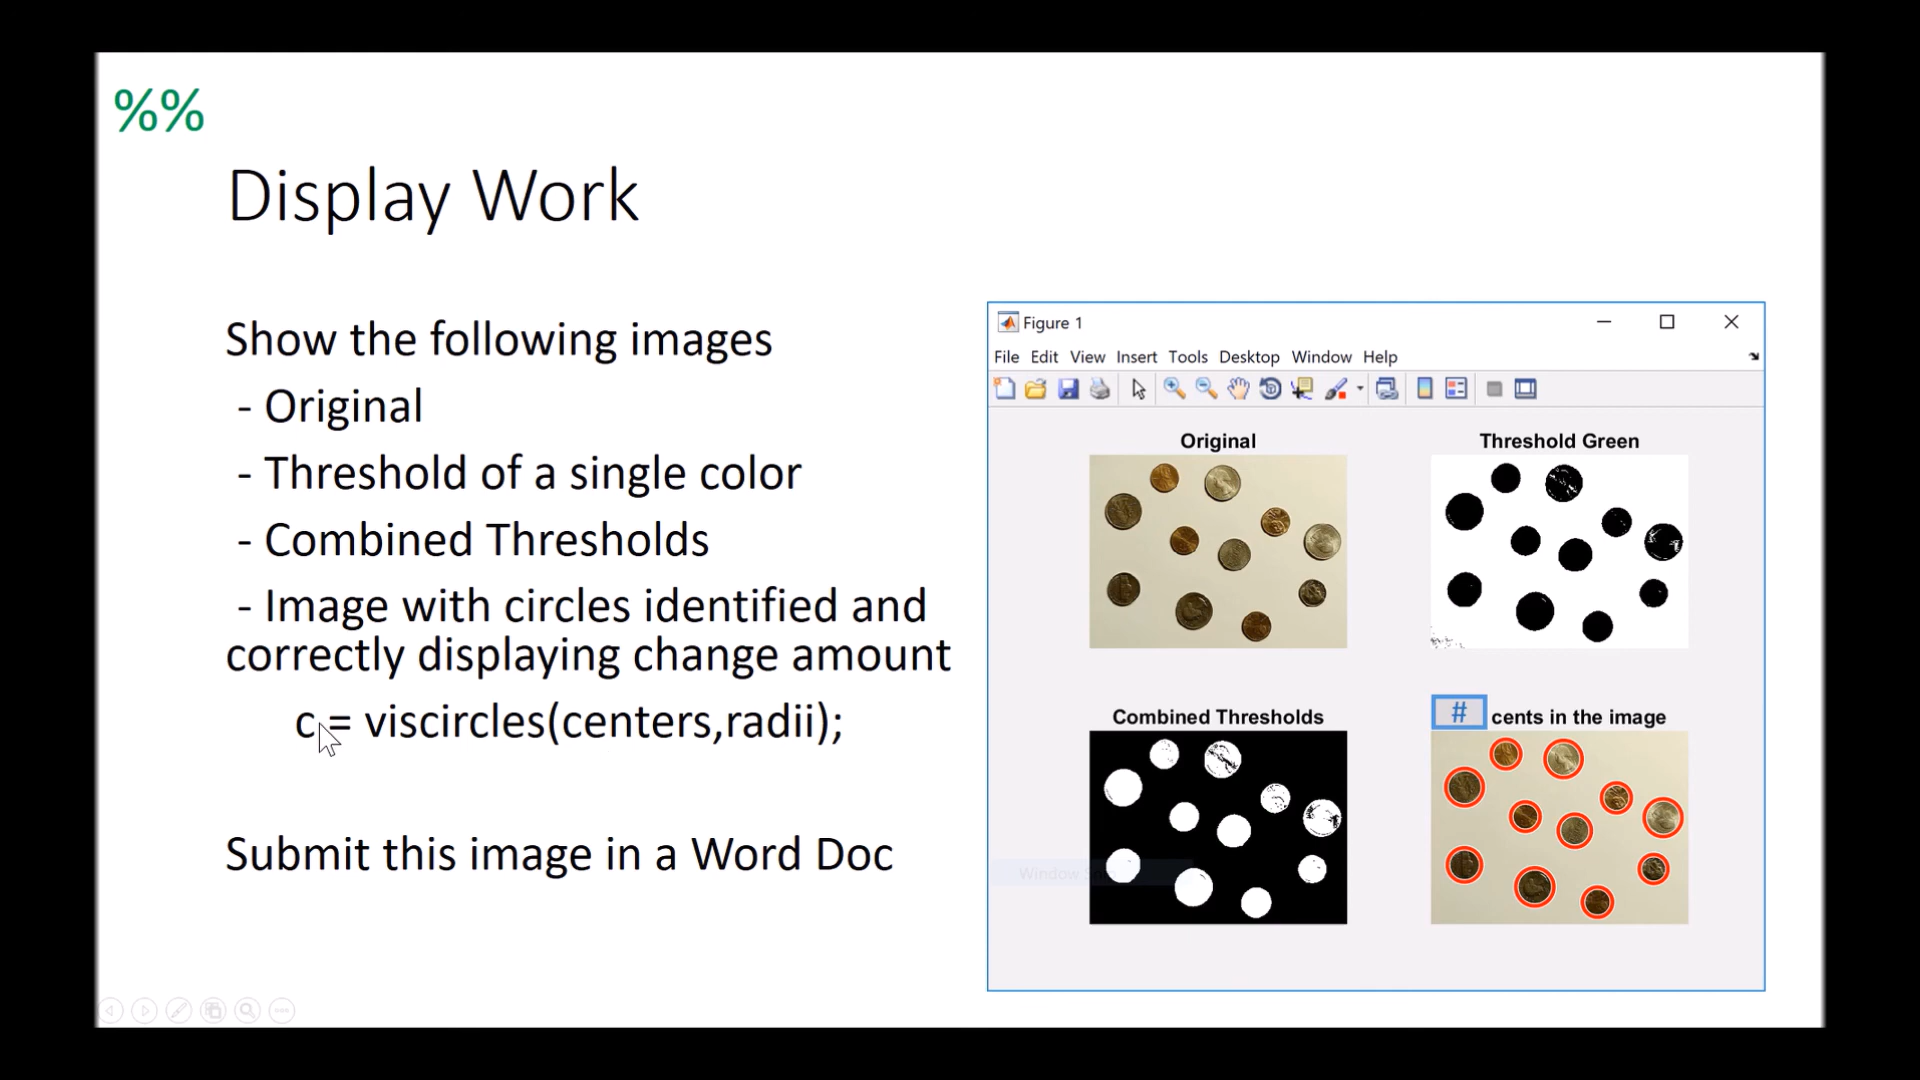 %%
Display Work
Show the following images
- Original
- Threshold of a single color
- Combined Thresholds
- Image with circles identified and
correctly displaying change amount
c = viscircles(centers,radii);
Submit this image in a Word Doc
Figure 1
File Edit View Insert Tools Desktop Window Help
Original
Threshold Green
Combined Thresholds
# cents in the image
Window Snip